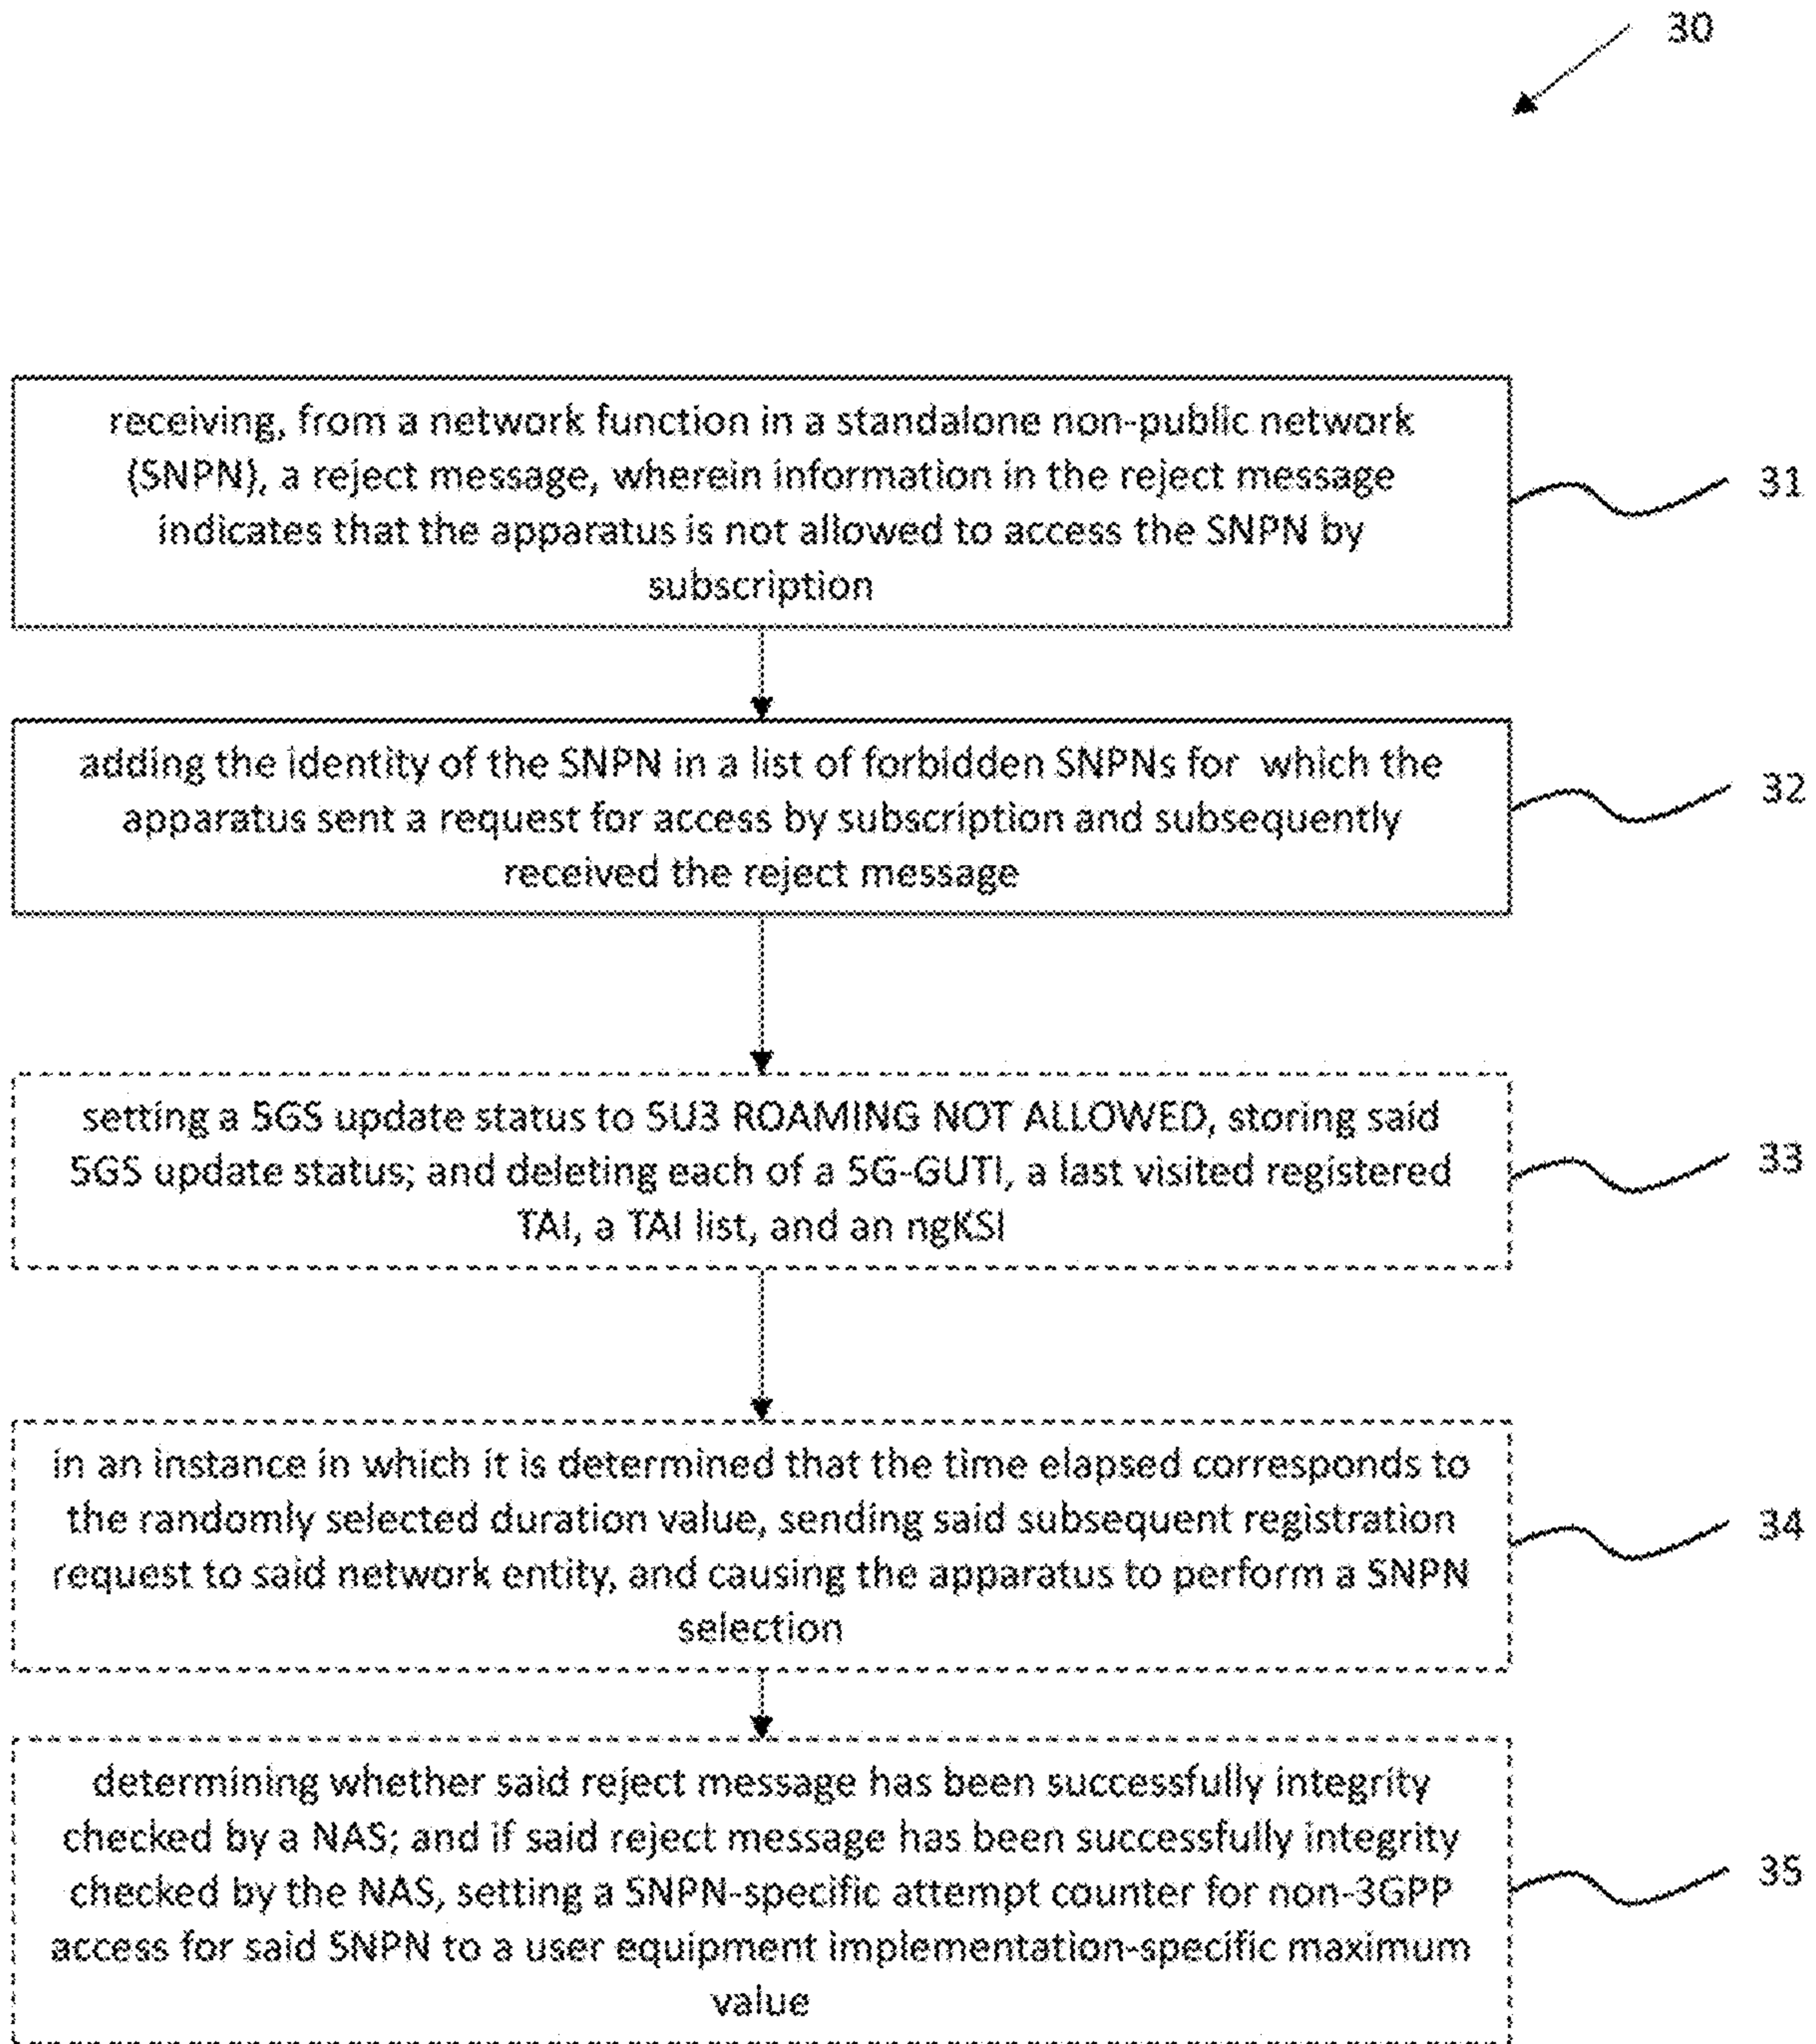 30
receiving, from a network function in a standalone non-public network
(SNPN), a reject message, wherein information in the reject message
indicates that the apparatus is not allowed to access the SNPN by
subscription
31
adding the identity of the SNPN in a list of forbidden SNPNs for which the
apparatus sent a request for access by subscription and subsequently
received the reject message
32
setting a 5GS update status to 5U3 ROAMING NOT ALLOWED, storing said
5GS update status; and deleting each of a 5G-GUTI, a last visited registered
TAI, a TAI list, and an ngKSI
33
in an instance in which it is determined that the time elapsed corresponds to
the randomly selected duration value, sending said subsequent registration
request to said network entity, and causing the apparatus to perform a SNPN
selection
34
determining whether said reject message has been successfully integrity
checked by a NAS; and if said reject message has been successfully integrity
checked by the NAS, setting a SNPN-specific attempt counter for non-3GPP
access for said SNPN to a user equipment implementation-specific maximum
value
35